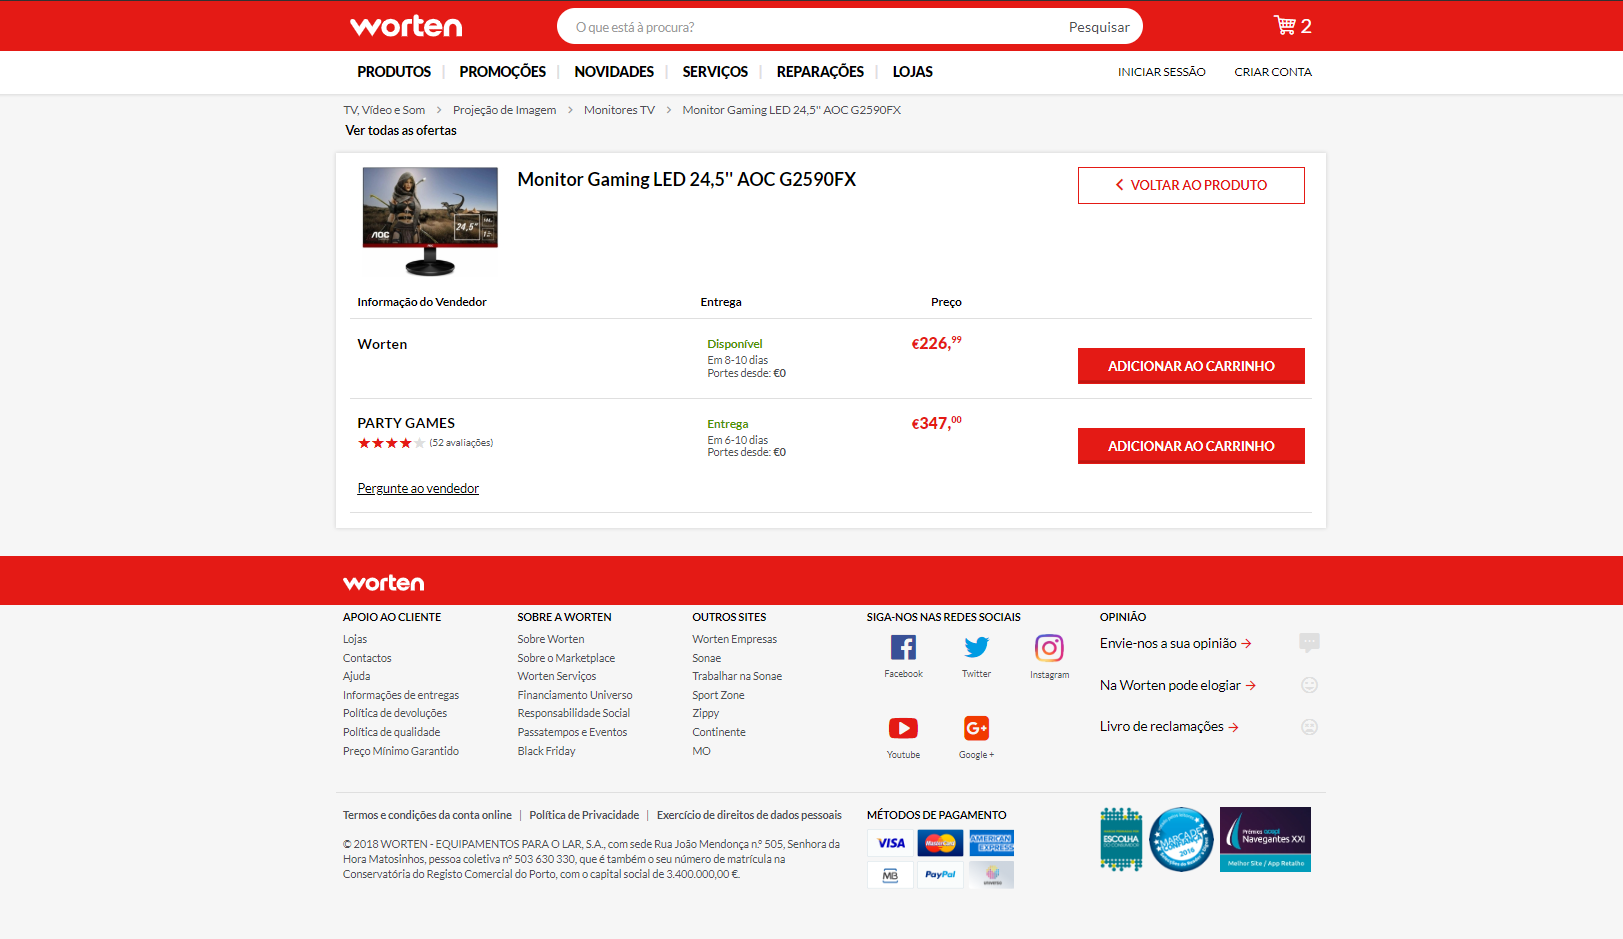 worten
O que está à procura?
Pesquisar
2
PRODUTOS
PROMOÇÕES
NOVIDADES
SERVIÇOS
REPARAÇÕES
LOJAS
INICIAR SESSÃO
CRIAR CONTA
TV, Vídeo e Som > Projeção de Imagem > Monitores TV > Monitor Gaming LED 24,5'' AOC G2590FX
Ver todas as ofertas
AOC
24,5"
Monitor Gaming LED 24,5'' AOC G2590FX
VOLTAR AO PRODUTO
Informação do Vendedor
Entrega
Preço
Worten
Disponível
Em 8-10 dias
Portes desde: €0
€226,99
ADICIONAR AO CARRINHO
PARTY GAMES
(52 avaliações)
Pergunte ao vendedor
Entrega
Em 6-10 dias
Portes desde: €0
€347,00
ADICIONAR AO CARRINHO
worten
APOIO AO CLIENTE
Lojas
Contactos
Ajuda
Informações de entregas
Política de devoluções
Política de qualidade
Preço Mínimo Garantido
SOBRE A WORTEN
Sobre Worten
Sobre o Marketplace
Worten Serviços
Financiamento Universo
Responsabilidade Social
Passatempos e Eventos
Black Friday
OUTROS SITES
Worten Empresas
Sonae
Trabalhar na Sonae
Sport Zone
Zippy
Continente
MO
SIGA-NOS NAS REDES SOCIAIS
Facebook
Twitter
Instagram
Youtube
G+
Google +
OPINIÃO
Envie-nos a sua opinião →
Na Worten pode elogiar →
Livro de reclamações →
Termos e condições da conta online | Política de Privacidade | Exercício de direitos de dados pessoais
© 2018 WORTEN - EQUIPAMENTOS PARA O LAR, S.A., com sede Rua João Mendonça n.º 505, Senhora da
Hora Matosinhos, pessoa coletiva nº 503 630 330, que é também o seu número de matrícula na
Conservatória do Registo Comercial do Porto, com o capital social de 3.400.000,00 €.
MÉTODOS DE PAGAMENTO
VISA
MasterCard
AMERICAN EXPRESS
MB
PayPal
universo
ESCOLHA
DO CONSUMIDOR
MARCA DE
CONFIANÇA
2018
Prémios acepi
Navegantes XXI
Melhor Site / App Retalho